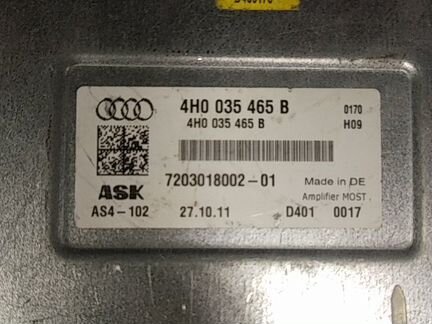 4H0 035 465 B
0170
4H0 035 465 B
H09
7203018002-01
Made in DE
ASK
Amplifier MOST
AS4-102
27.10.11
D401
0017